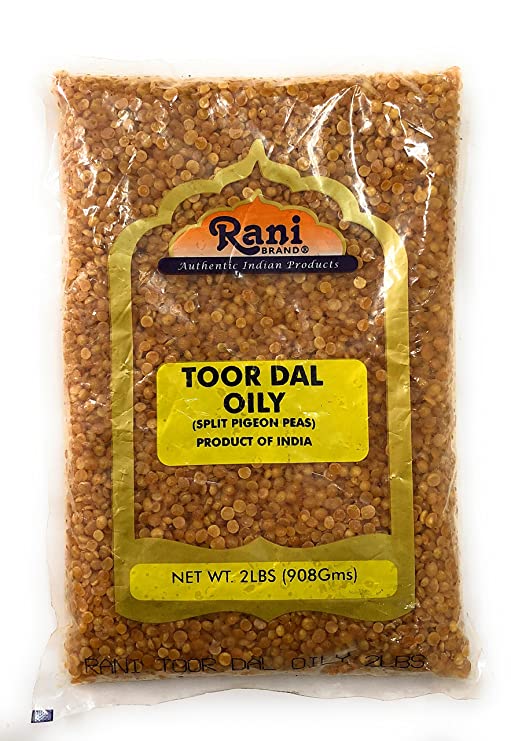 Rani
BRAND®
Authentic Indian Products
TOOR DAL
OILY
(SPLIT PIGEON PEAS)
PRODUCT OF INDIA
NET WT. 2LBS (908Gms)
RANI TOOR DAL OILY 2LBS